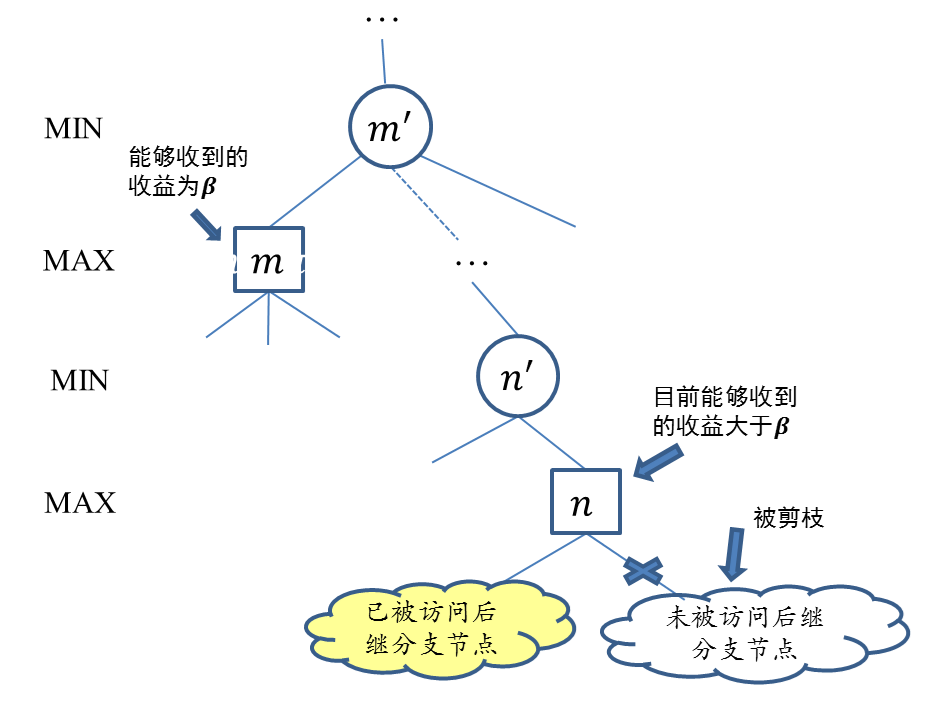 …
MIN
m′
能够收到的
收益为β
MAX
m
…
MIN
n′
目前能够收到
的收益大于β
MAX
n
被剪枝
已被访问后
继分支节点
未被访问后继
分支节点